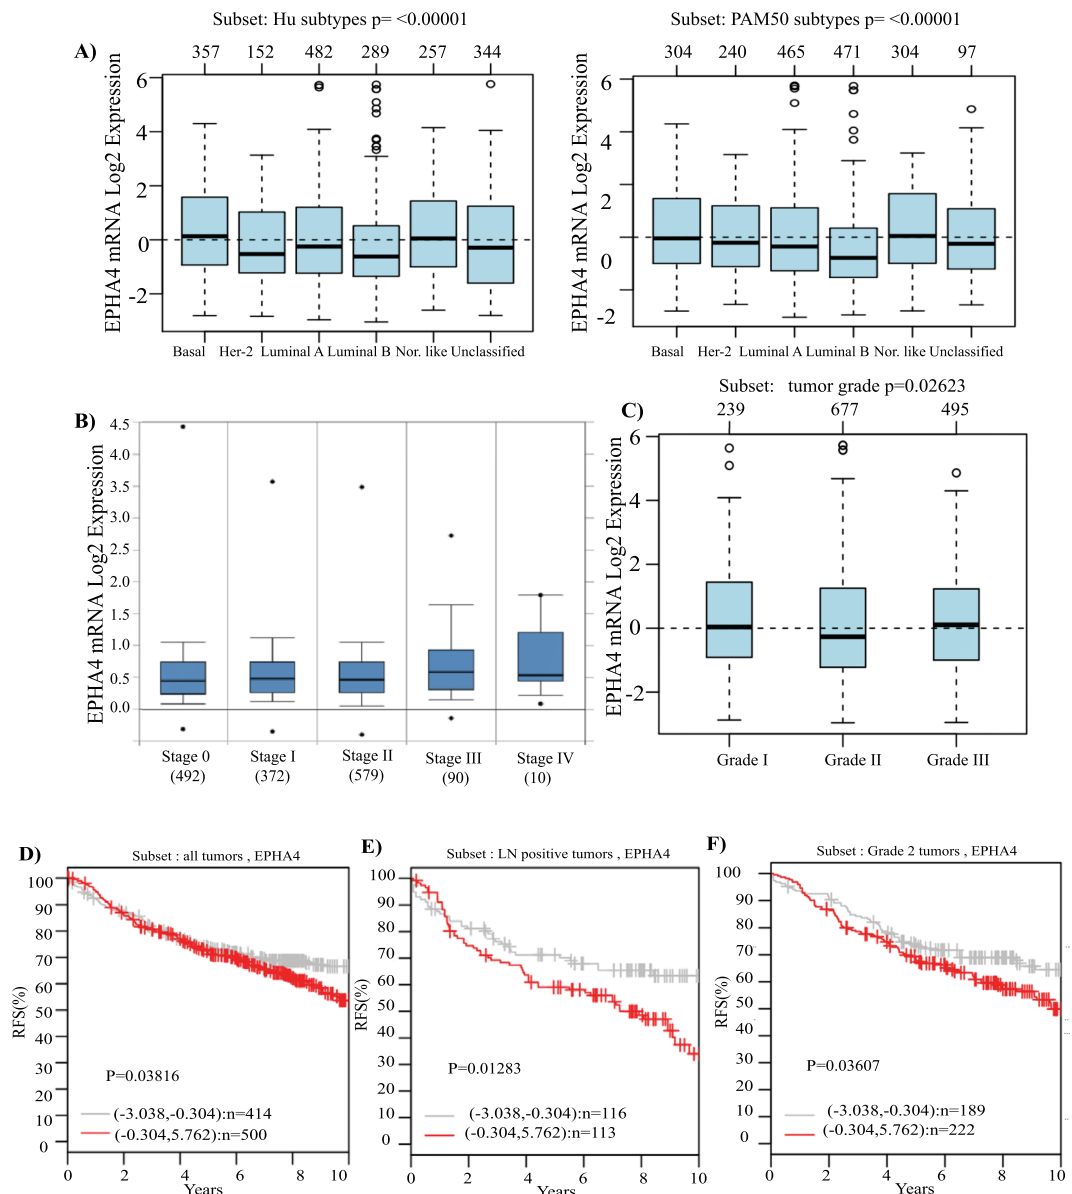 Subset: Hu subtypes p= <0.00001
A)
357 152 482 289 257 344
EPHA4 mRNA Log2 Expression
6
4
2
0
-2
Basal Her-2 Luminal A Luminal B Nor. like Unclassified
Subset: PAM50 subtypes p= <0.00001
304 240 465 471 304 97
EPHA4 mRNA Log2 Expression
6
4
2
0
-2
Basal Her-2 Luminal A Luminal B Nor. like Unclassified
B)
EPHA4 mRNA Log2 Expression
4.5
4.0
3.5
3.0
2.5
2.0
1.5
1.0
0.5
0.0
Stage 0 Stage I Stage II Stage III Stage IV
(492) (372) (579) (90) (10)
Subset: tumor grade p=0.02623
C)
239 677 495
EPHA4 mRNA Log2 Expression
6
4
2
0
-2
Grade I Grade II Grade III
D)
Subset : all tumors , EPHA4
RFS(%)
100
90
80
70
60
50
40
30
20
10
0
P=0.03816
(-3.038,-0.304):n=414
(-0.304,5.762):n=500
0 2 4 6 8 10
Years
E)
Subset : LN positive tumors , EPHA4
RFS(%)
100
90
80
70
60
50
40
30
20
10
0
P=0.01283
(-3.038,-0.304):n=116
(-0.304,5.762):n=113
0 2 4 6 8 10
Years
F)
Subset : Grade 2 tumors , EPHA4
RFS(%)
100
90
80
70
60
50
40
30
20
10
0
P=0.03607
(-3.038,-0.304):n=189
(-0.304,5.762):n=222
0 2 4 6 8 10
Years